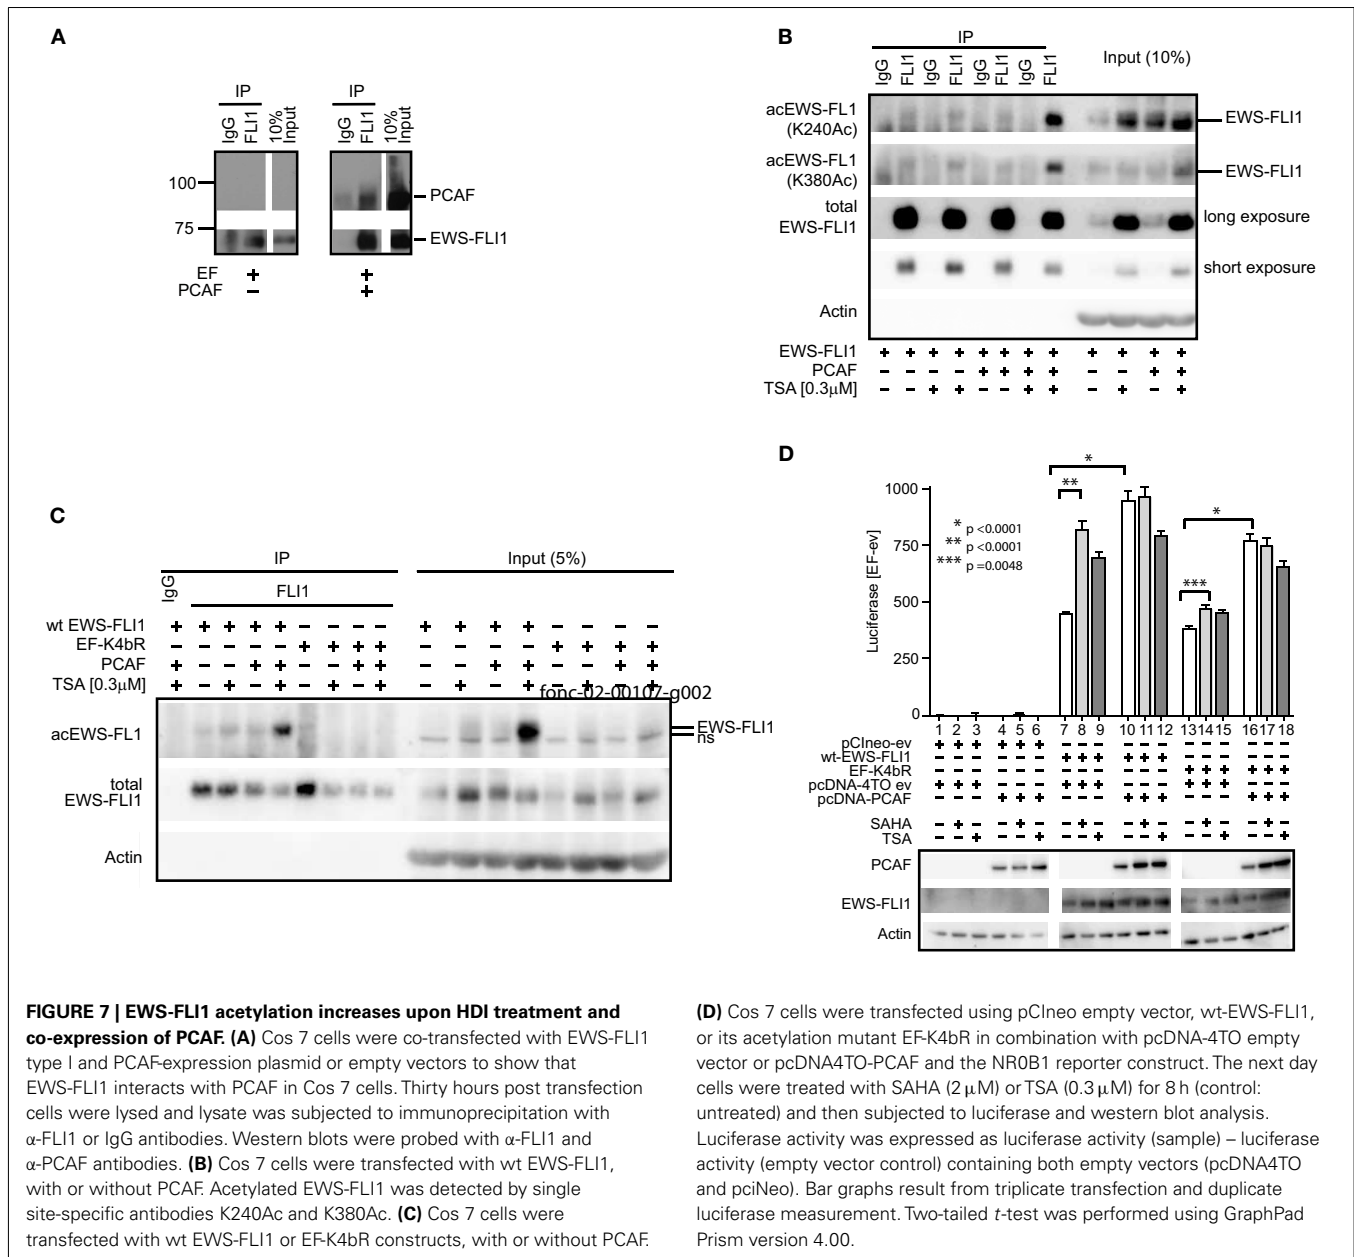 A
IP
IgG
FLI1
10%
Input
IP
IgG
FLI1
10%
Input
100
75
PCAF
EWS-FLI1
EF + +
PCAF − +
B
IP
Input (10%)
IgG FLI1 IgG FLI1 IgG FLI1 IgG FLI1
acEWS-FL1
(K240Ac)
EWS-FLI1
acEWS-FL1
(K380Ac)
EWS-FLI1
total
EWS-FLI1
long exposure
short exposure
Actin
EWS-FLI1 + + + + + + + + + + + +
PCAF − − − − + + + + − − + +
TSA [0.3µM] − − + + − − + + − + − +
C
IP
Input (5%)
IgG
FLI1
wt EWS-FLI1 + + + + + − − − − + + + + − − − −
EF-K4bR − − − − − + + + + − − − − + + + +
PCAF + − − + + − − + + − − + + − − + +
TSA [0.3µM] + − + − + − + − + − + − + − + − +
fonc-02-00107-g002
acEWS-FL1
EWS-FLI1
ns
total
EWS-FLI1
Actin
D
Luciferase [EF-ev]
1000
750
500
250
0
* p <0.0001
** p <0.0001
*** p =0.0048
*
**
***
*
1 2 3 4 5 6 7 8 9 10 11 12 13 14 15 16 17 18
pCIneo-ev + + + + + + − − − − − − − − − − − −
wt-EWS-FLI1 − − − − − − + + + + + + − − − − − −
EF-K4bR − − − − − − − − − − − − + + + + + +
pcDNA-4TO ev + + + − − − + + + − − − + + + − − −
pcDNA-PCAF − − − + + + − − − + + + − − − + + +
SAHA − + − − + − − + − − + − − + − − + −
TSA − − + − − + − − + − − + − − + − − +
PCAF
EWS-FLI1
Actin
FIGURE 7 | EWS-FLI1 acetylation increases upon HDI treatment and
co-expression of PCAF. (A) Cos 7 cells were co-transfected with EWS-FLI1
type I and PCAF-expression plasmid or empty vectors to show that
EWS-FLI1 interacts with PCAF in Cos 7 cells. Thirty hours post transfection
cells were lysed and lysate was subjected to immunoprecipitation with
α-FLI1 or IgG antibodies. Western blots were probed with α-FLI1 and
α-PCAF antibodies. (B) Cos 7 cells were transfected with wt EWS-FLI1,
with or without PCAF. Acetylated EWS-FLI1 was detected by single
site-specific antibodies K240Ac and K380Ac. (C) Cos 7 cells were
transfected with wt EWS-FLI1 or EF-K4bR constructs, with or without PCAF.
(D) Cos 7 cells were transfected using pCIneo empty vector, wt-EWS-FLI1,
or its acetylation mutant EF-K4bR in combination with pcDNA-4TO empty
vector or pcDNA4TO-PCAF and the NR0B1 reporter construct. The next day
cells were treated with SAHA (2 µM) or TSA (0.3 µM) for 8 h (control:
untreated) and then subjected to luciferase and western blot analysis.
Luciferase activity was expressed as luciferase activity (sample) – luciferase
activity (empty vector control) containing both empty vectors (pcDNA4TO
and pciNeo). Bar graphs result from triplicate transfection and duplicate
luciferase measurement. Two-tailed t-test was performed using GraphPad
Prism version 4.00.